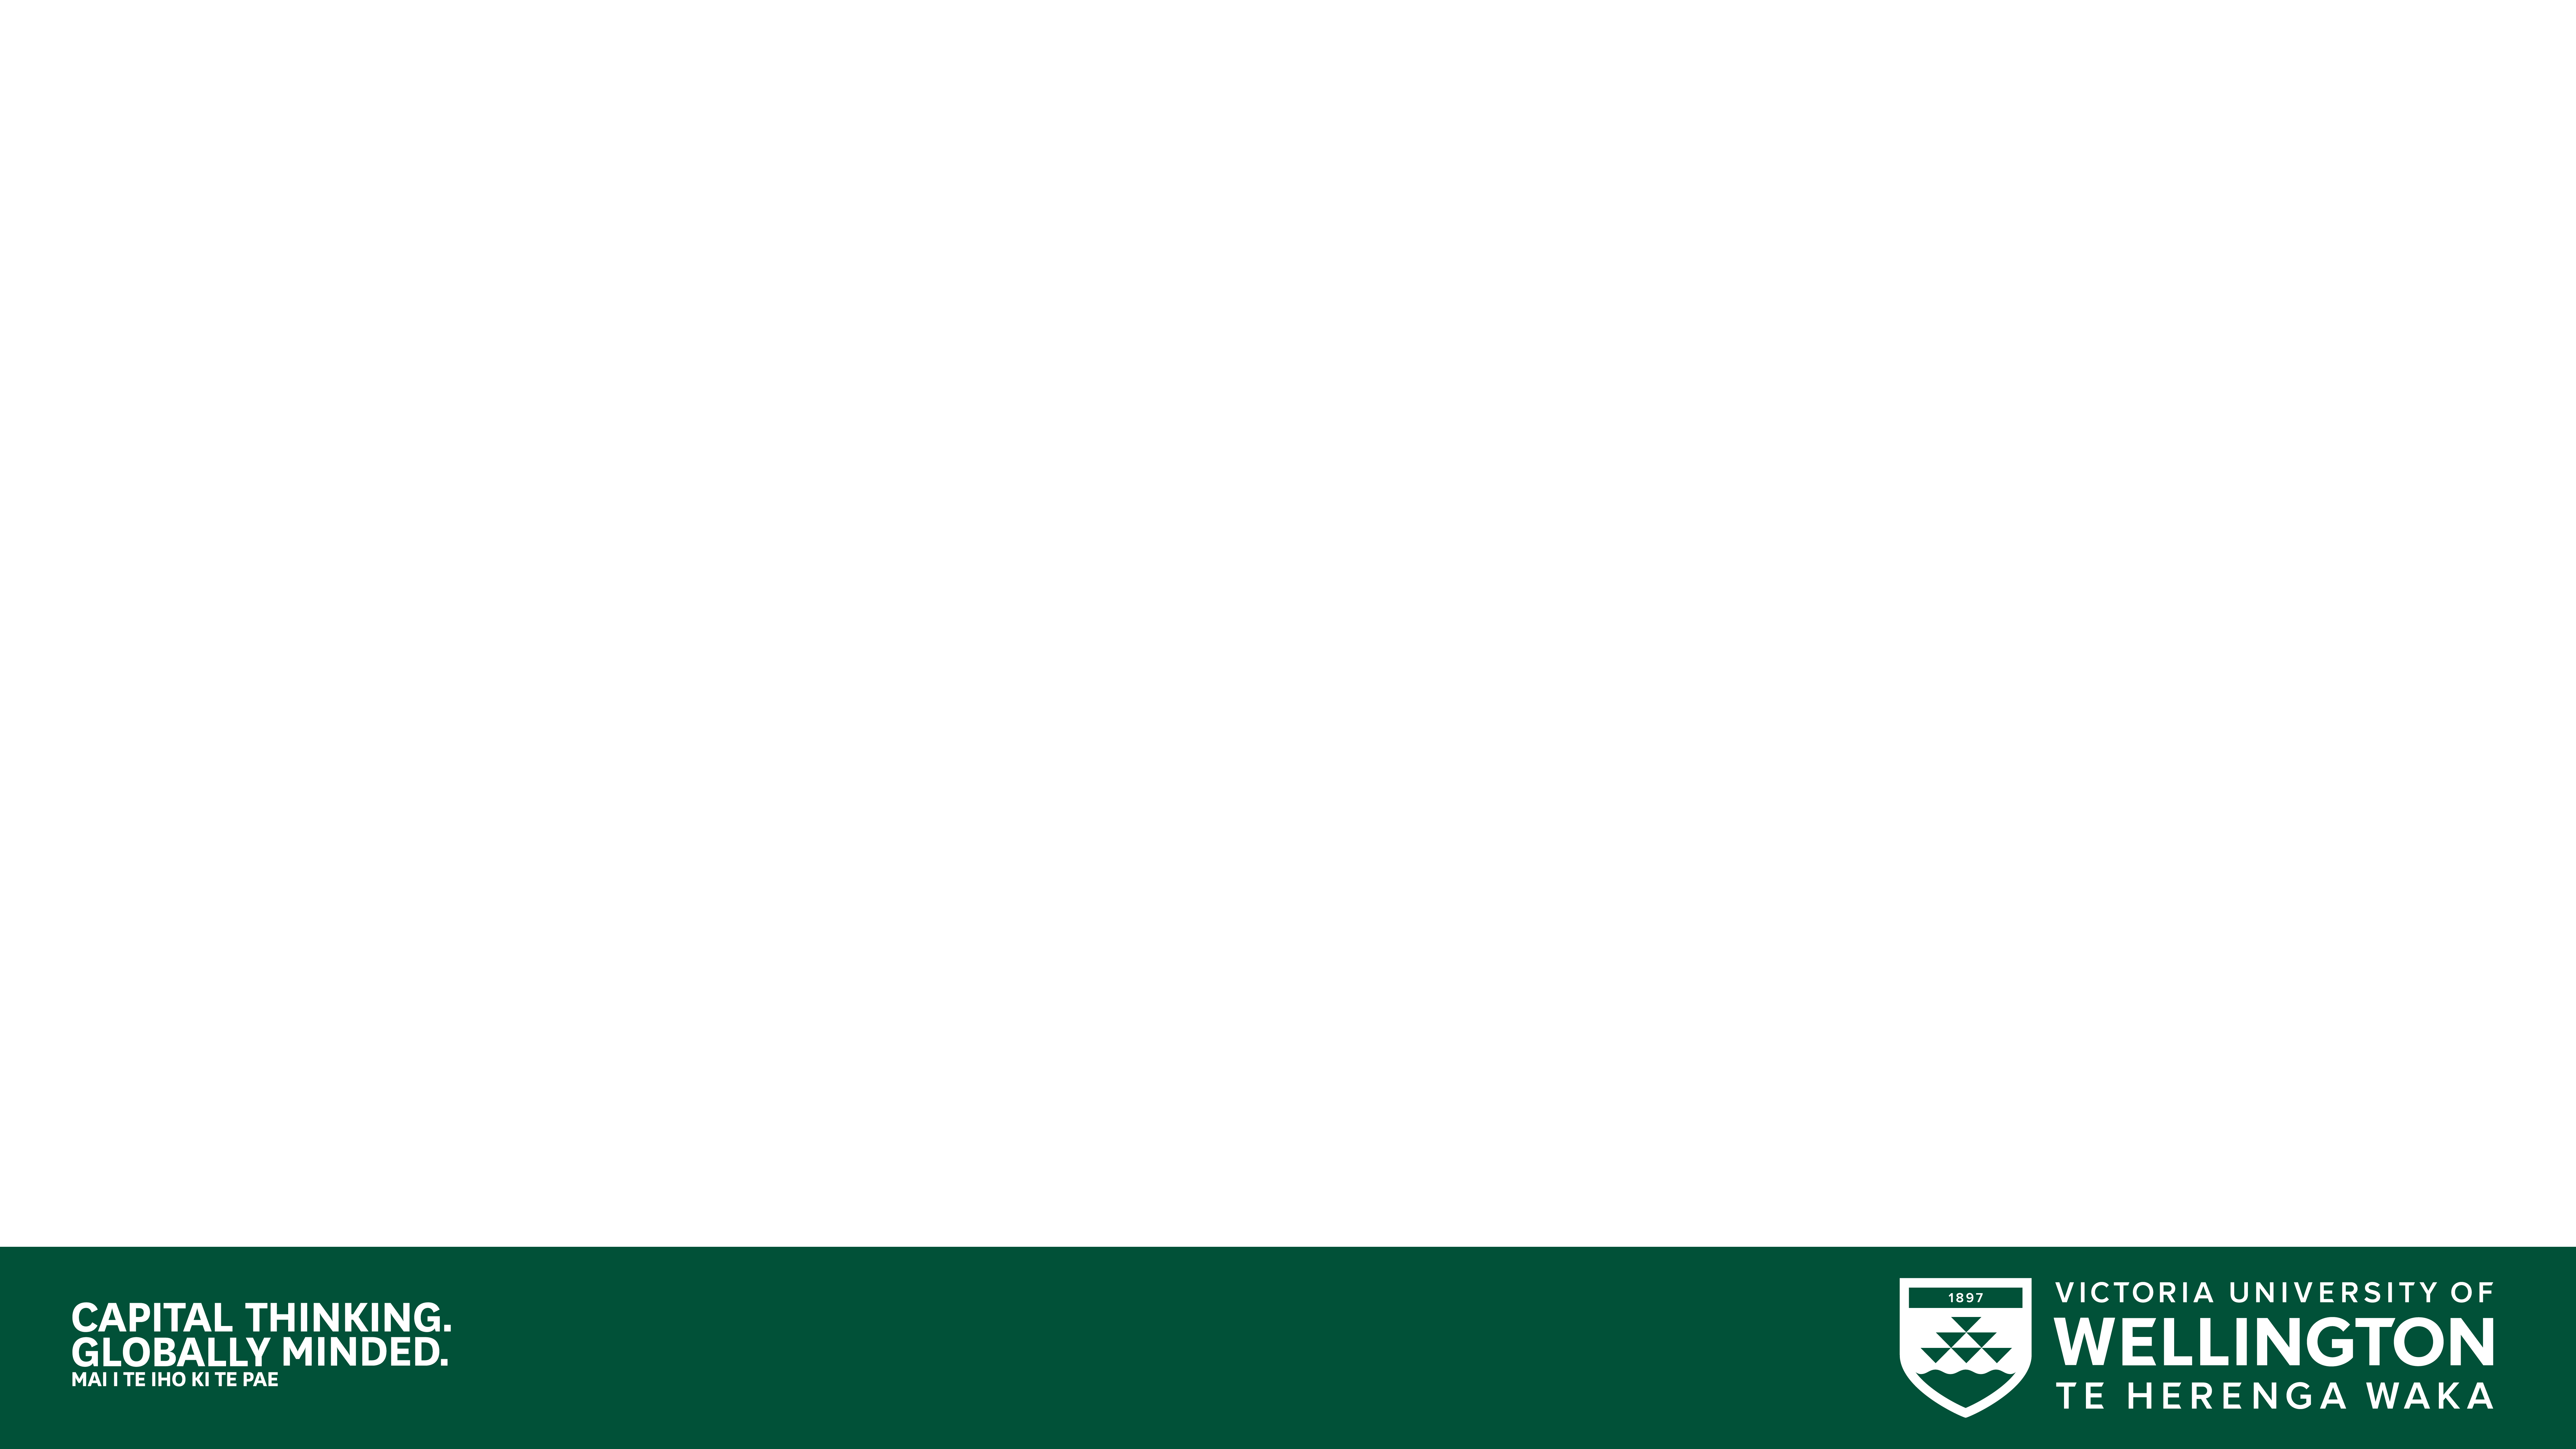 CAPITAL THINKING.
GLOBALLY MINDED.
MAI I TE IHO KI TE PAE
1897
VICTORIA UNIVERSITY OF
WELLINGTON
TE HERENGA WAKA